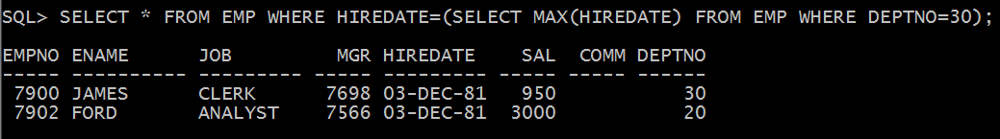 SQL> SELECT * FROM EMP WHERE HIREDATE=(SELECT MAX(HIREDATE) FROM EMP WHERE DEPTNO=30);
EMPNO ENAME      JOB         MGR HIREDATE    SAL  COMM DEPTNO
----- ---------- --------- ----- --------- ----- ----- ------
 7900 JAMES      CLERK      7698 03-DEC-81   950           30
 7902 FORD       ANALYST    7566 03-DEC-81  3000           20